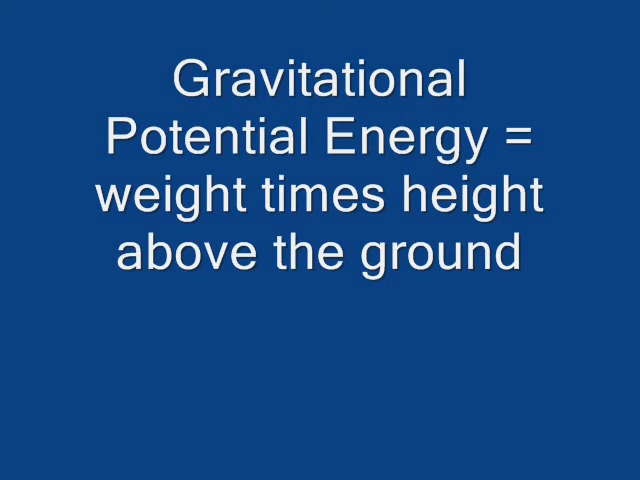 Gravitational
Potential Energy =
weight times height
above the ground